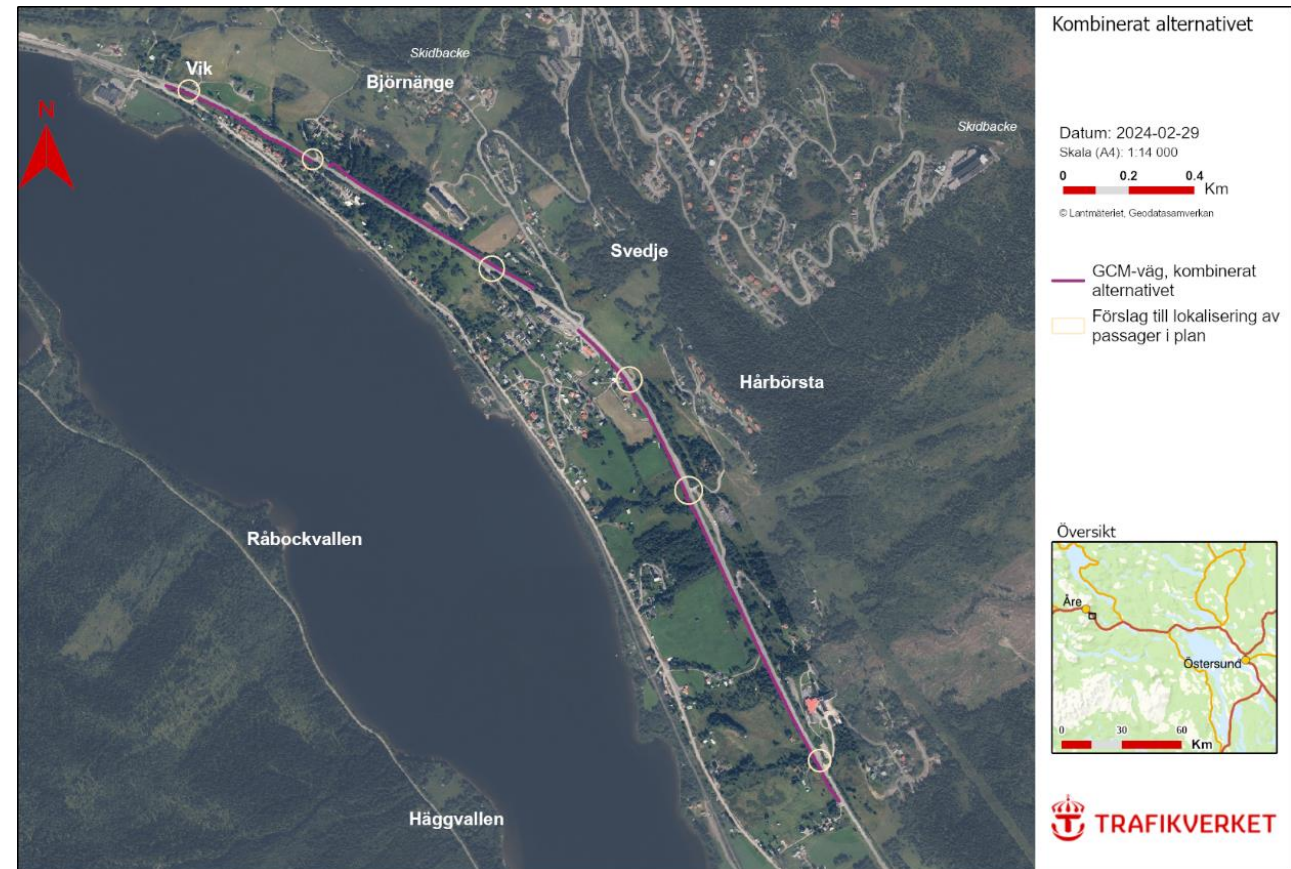 Kombinerat alternativet
Datum: 2024-02-29
Skala (A4): 1:14 000
0 0.2 0.4
Km
© Lantmäteriet, Geodatasamverkan
GCM-väg, kombinerat
alternativet
Förslag till lokalisering av
passager i plan
Översikt
Åre
Östersund
0 30 60
Km
TRAFIKVERKET
N
Vik
Björnänge
Skidbacke
Skidbacke
Svedje
Hårbörsta
Råbockvallen
Häggvallen